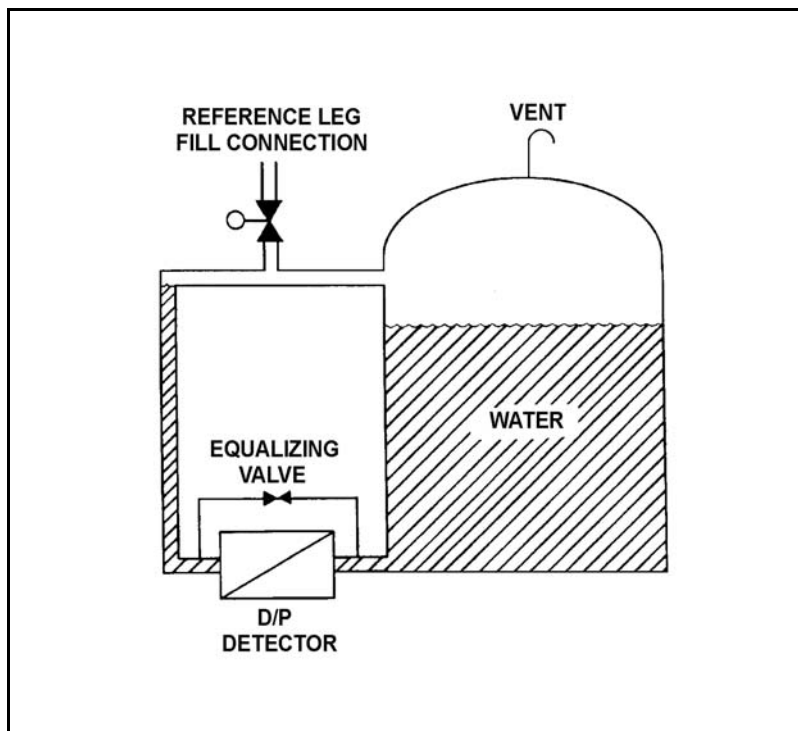 REFERENCE LEG
FILL CONNECTION
VENT
WATER
EQUALIZING
VALVE
D/P
DETECTOR